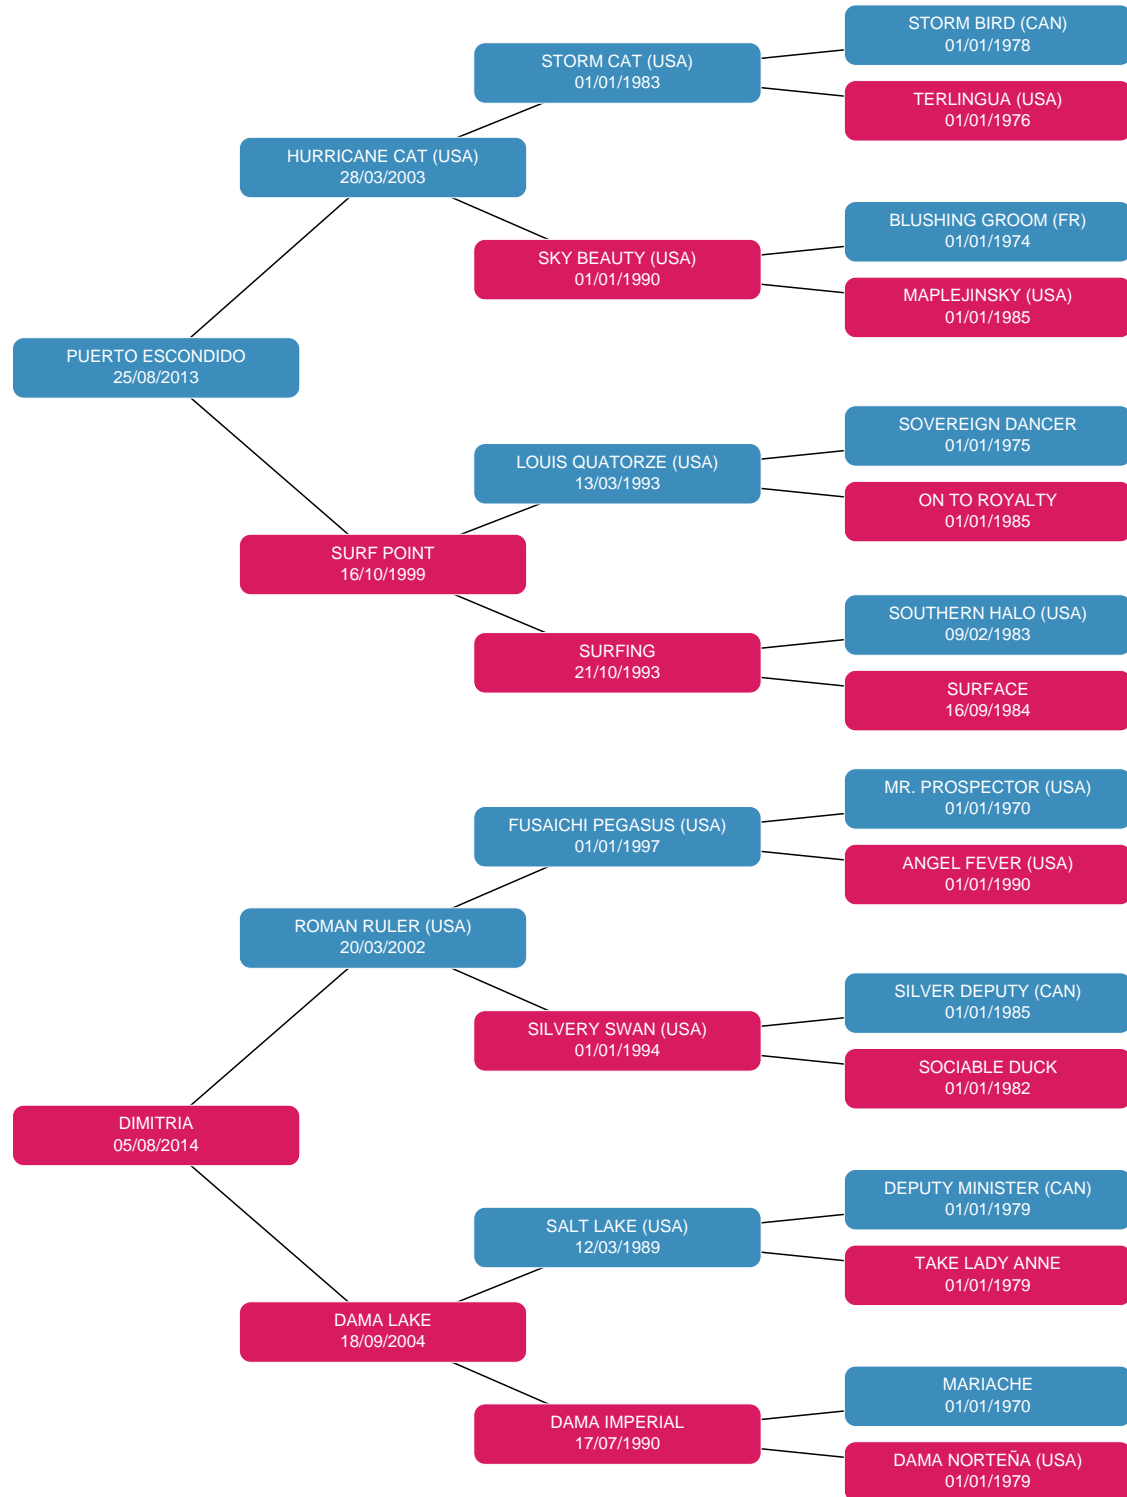 STORM BIRD (CAN)
01/01/1978
STORM CAT (USA)
01/01/1983
TERLINGUA (USA)
01/01/1976
HURRICANE CAT (USA)
28/03/2003
BLUSHING GROOM (FR)
01/01/1974
SKY BEAUTY (USA)
01/01/1990
MAPLEJINSKY (USA)
01/01/1985
PUERTO ESCONDIDO
25/08/2013
SOVEREIGN DANCER
01/01/1975
LOUIS QUATORZE (USA)
13/03/1993
ON TO ROYALTY
01/01/1985
SURF POINT
16/10/1999
SOUTHERN HALO (USA)
09/02/1983
SURFING
21/10/1993
SURFACE
16/09/1984
MR. PROSPECTOR (USA)
01/01/1970
FUSAICHI PEGASUS (USA)
01/01/1997
ANGEL FEVER (USA)
01/01/1990
ROMAN RULER (USA)
20/03/2002
SILVER DEPUTY (CAN)
01/01/1985
SILVERY SWAN (USA)
01/01/1994
SOCIABLE DUCK
01/01/1982
DIMITRIA
05/08/2014
DEPUTY MINISTER (CAN)
01/01/1979
SALT LAKE (USA)
12/03/1989
TAKE LADY ANNE
01/01/1979
DAMA LAKE
18/09/2004
MARIACHE
01/01/1970
DAMA IMPERIAL
17/07/1990
DAMA NORTEÑA (USA)
01/01/1979